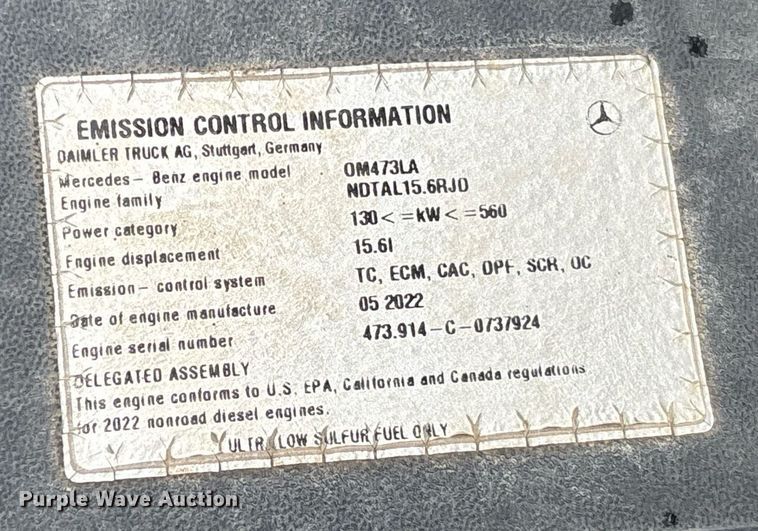 EMISSION CONTROL INFORMATION
DAIMLER TRUCK AG, Stuttgart, Germany
Mercedes - Benz engine model OM473LA
Engine family NDTAL15.6RJD
Power category 130 < =kW < =560
Engine displacement 15.6l
Emission - control system TC, ECM, CAC, DPF, SCR, OC
Date of engine manufacture 05 2022
Engine serial number 473.914-C-0737924
DELEGATED ASSEMBLY
This engine conforms to U.S. EPA, California and Canada regulations
for 2022 nonroad diesel engines.
ULTRA LOW SULFUR FUEL ONLY
Purple Wave Auction